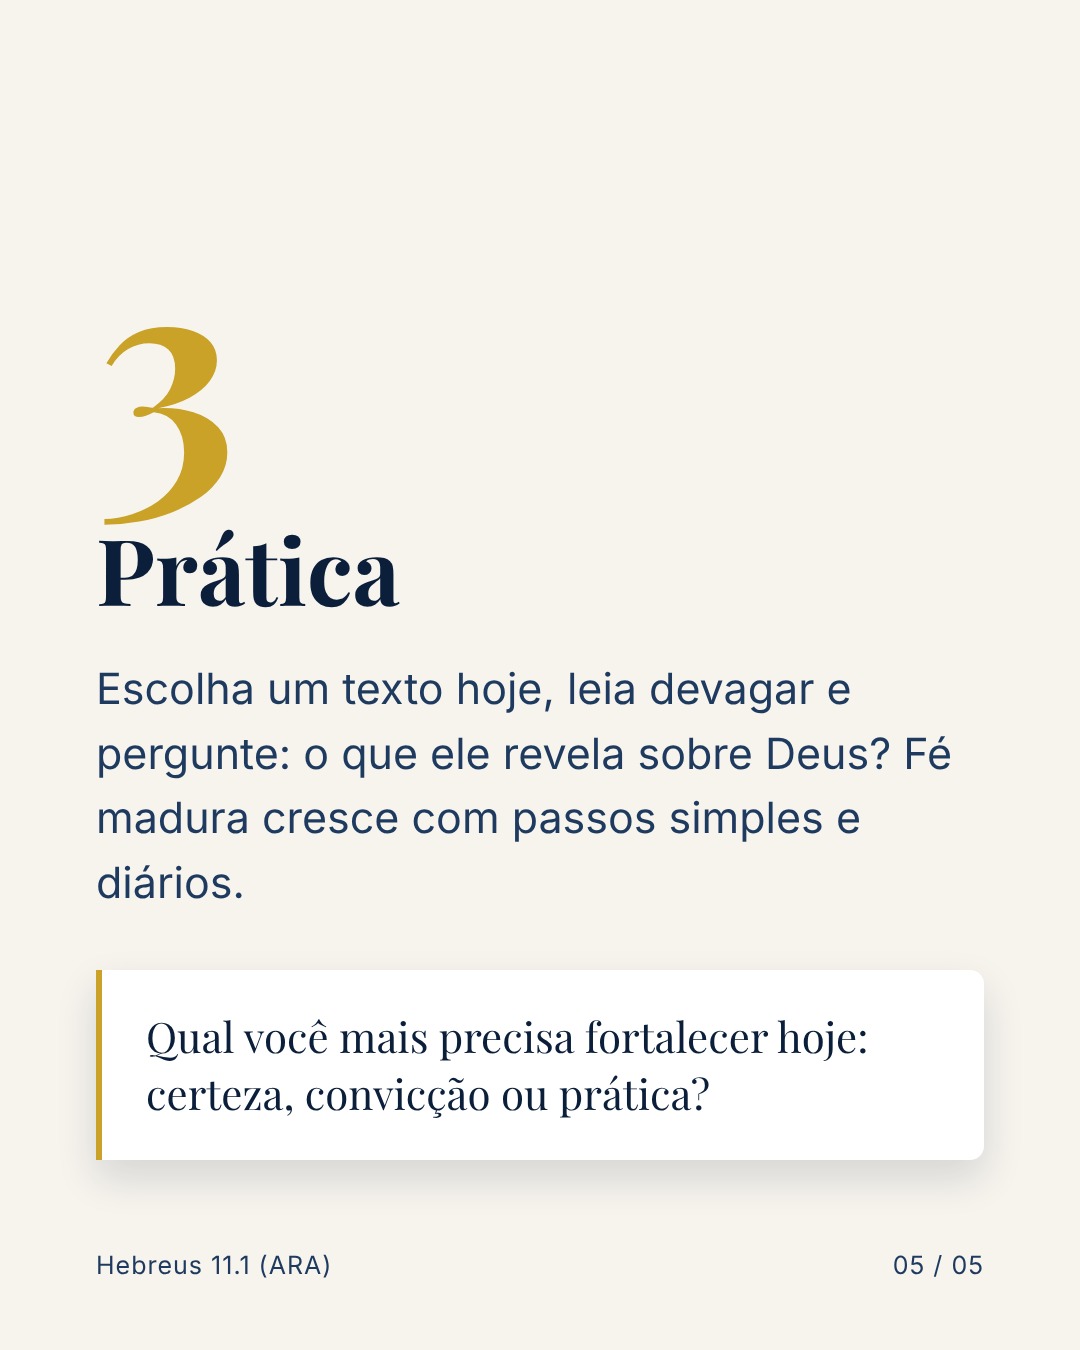 3
Prática
Escolha um texto hoje, leia devagar e
pergunte: o que ele revela sobre Deus? Fé
madura cresce com passos simples e
diários.
Qual você mais precisa fortalecer hoje:
certeza, convicção ou prática?
Hebreus 11.1 (ARA)
05 / 05